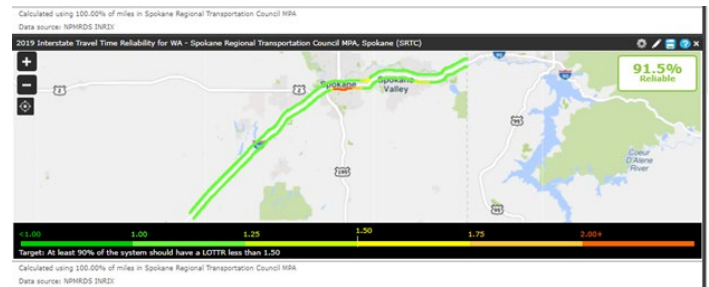 Calculated using 100.00% of miles in Spokane Regional Transportation Council MPA
Data source: NPMRDS INRIX
2019 Interstate Travel Time Reliability for WA - Spokane Regional Transportation Council MPA, Spokane (SRTC)
91.5%
Reliable
2
2
90
Spokane
Spokane
Valley
95
195
Coeur
D'Alene
River
95
<1.00 1.00 1.25 1.50 1.75 2.00+
Target: At least 90% of the system should have a LOTTR less than 1.50
Calculated using 100.00% of miles in Spokane Regional Transportation Council MPA
Data source: NPMRDS INRIX